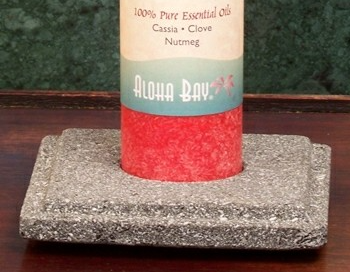 100% Pure Essential Oils
Cassia • Clove
Nutmeg
ALOHA BAY